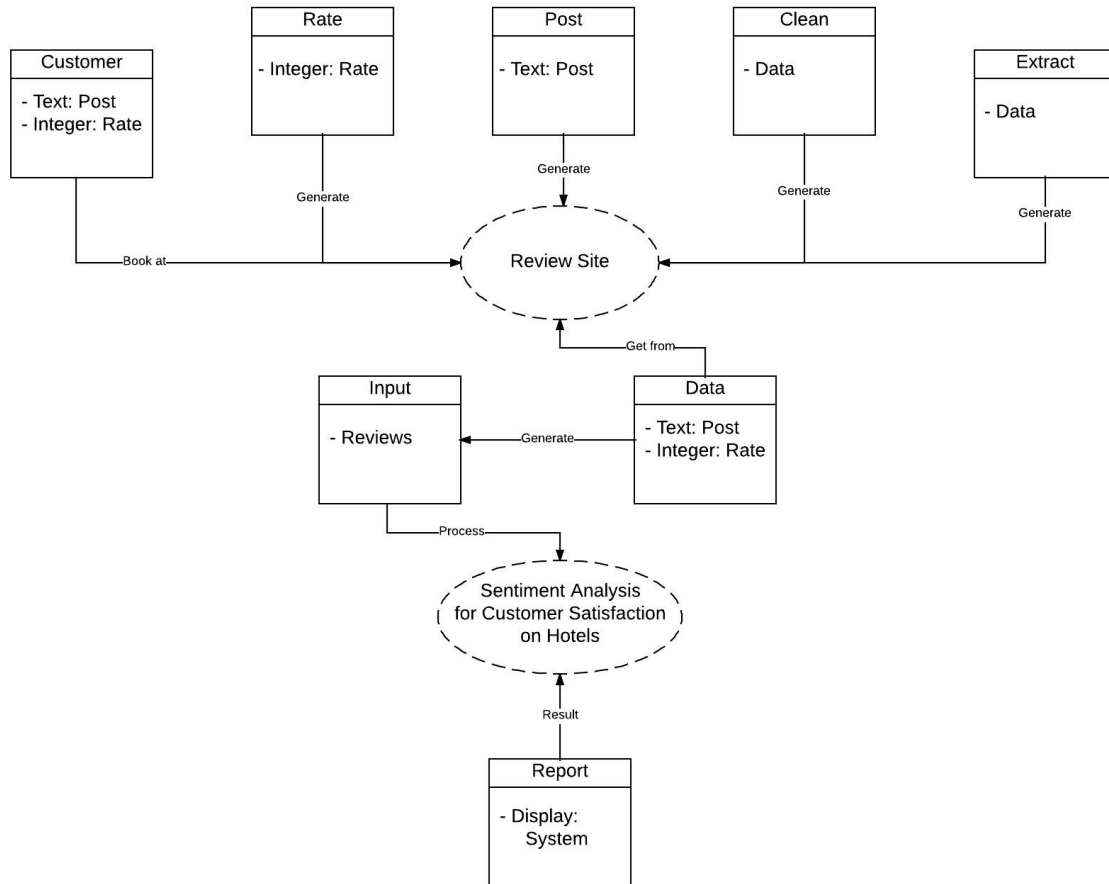 Customer
- Text: Post
- Integer: Rate
Rate
- Integer: Rate
Post
- Text: Post
Clean
- Data
Extract
- Data
Generate
Generate
Generate
Generate
Book at
Review Site
Get from
Input
- Reviews
Generate
Data
- Text: Post
- Integer: Rate
Process
Sentiment Analysis
for Customer Satisfaction
on Hotels
Result
Report
- Display:
System